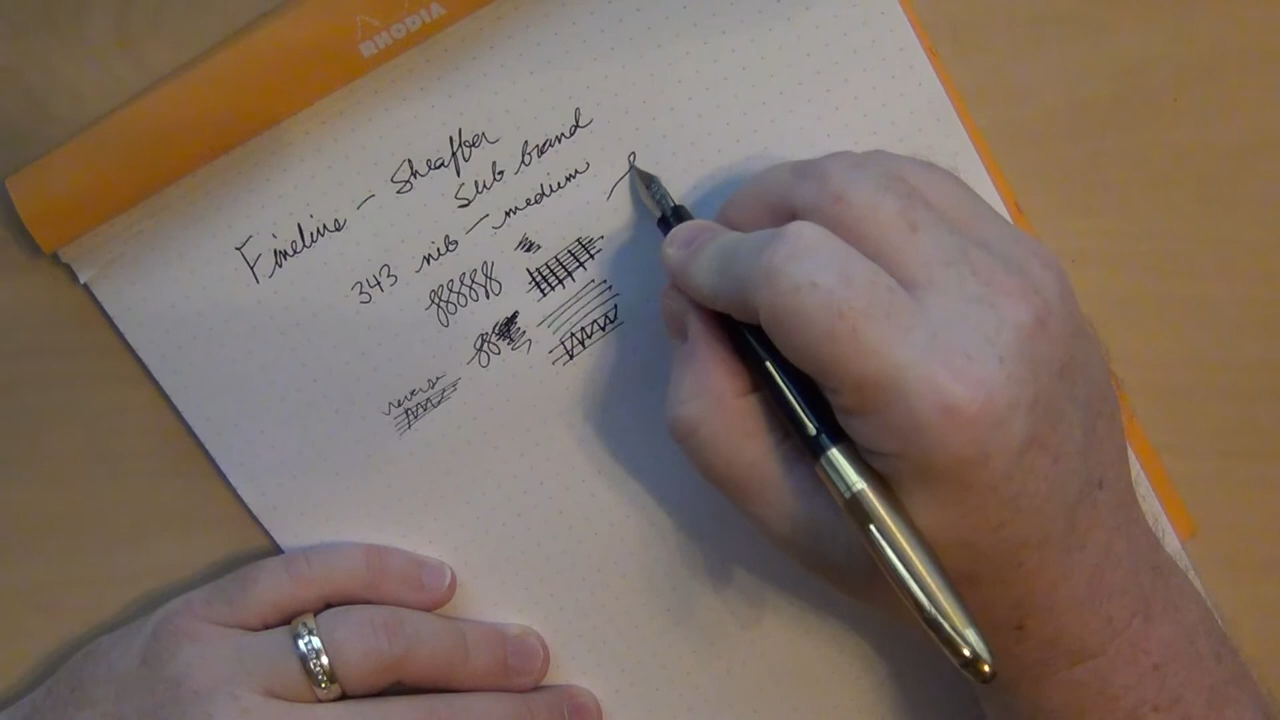 RHODIA
Fineline - Sheaffer
Sub brand
343 nib - medium
reverse